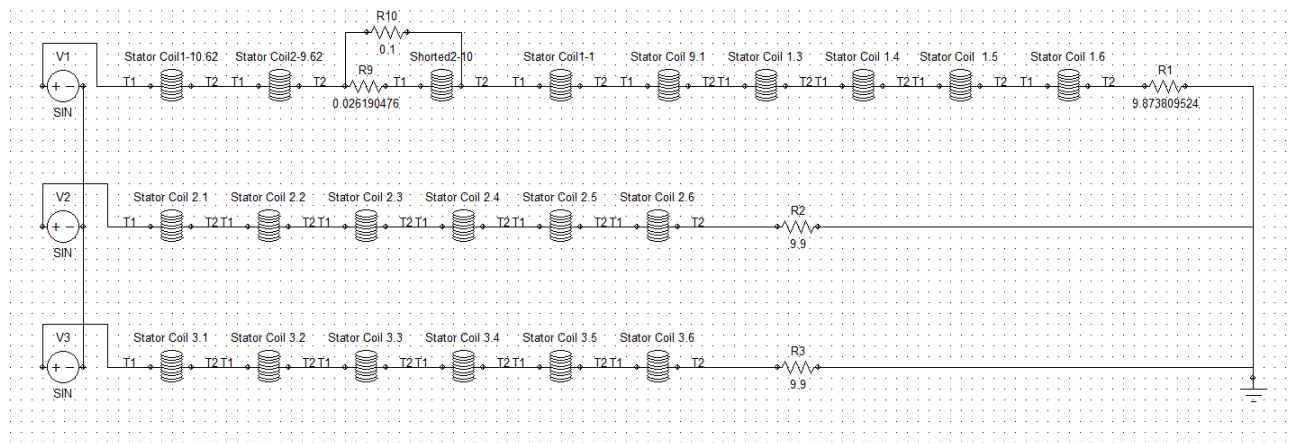 R10
0.1
V1
Stator Coil1-10.62
Stator Coil2-9.62
Shorted2-10
Stator Coil1-1
Stator Coil 9.1
Stator Coil 1.3
Stator Coil 1.4
Stator Coil 1.5
Stator Coil 1.6
R9
R1
+ -
T1 T2 T1 T2 T1 T2 T1 T2 T1 T2 T1 T2 T1 T2 T1 T2 T1 T2
0.026190476
9.873809524
SIN
V2
Stator Coil 2.1
Stator Coil 2.2
Stator Coil 2.3
Stator Coil 2.4
Stator Coil 2.5
Stator Coil 2.6
R2
+ -
T1 T2 T1 T2 T1 T2 T1 T2 T1 T2 T1 T2
9.9
SIN
V3
Stator Coil 3.1
Stator Coil 3.2
Stator Coil 3.3
Stator Coil 3.4
Stator Coil 3.5
Stator Coil 3.6
R3
+ -
T1 T2 T1 T2 T1 T2 T1 T2 T1 T2 T1 T2
9.9
SIN